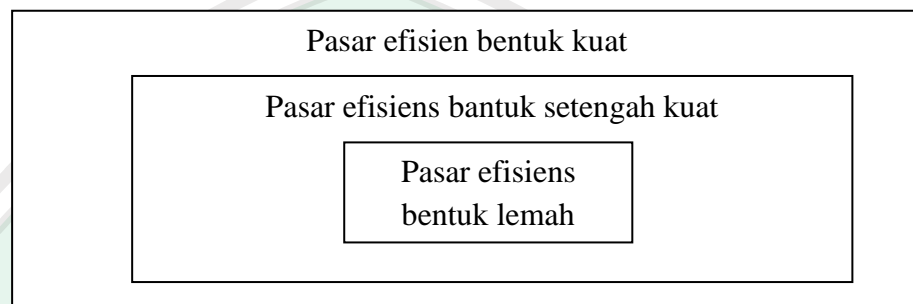 Pasar efisien bentuk kuat
Pasar efisiens bantuk setengah kuat
Pasar efisiens
bentuk lemah